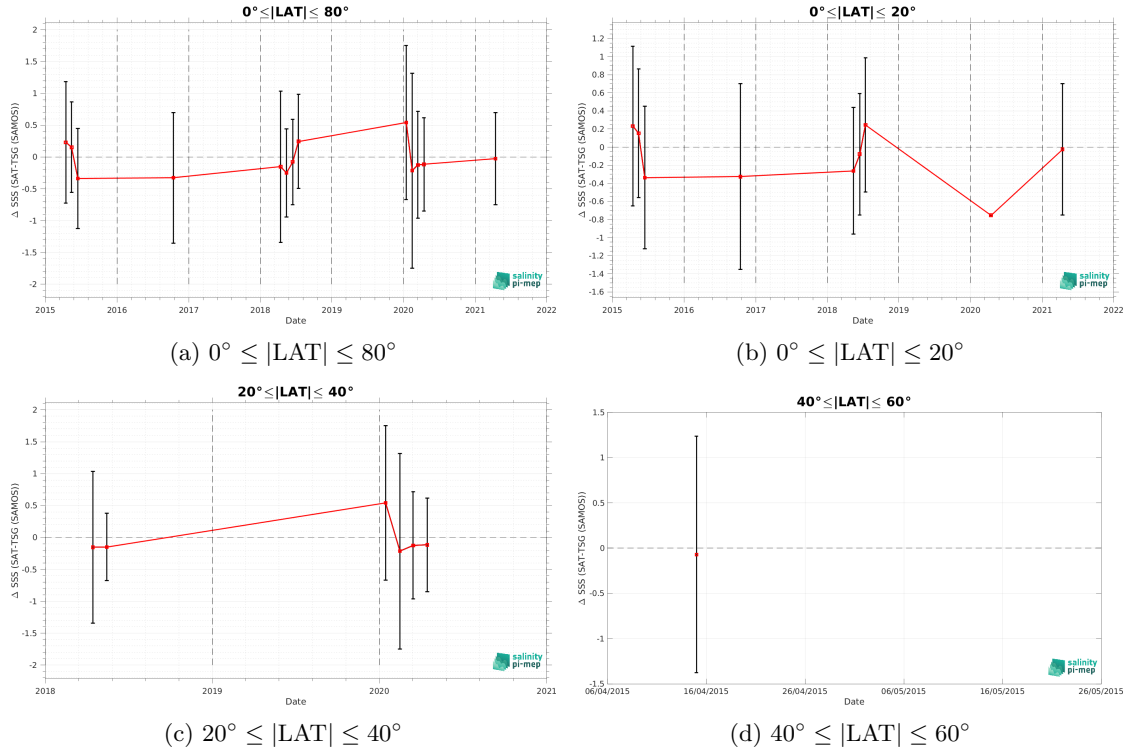 0°≤|LAT|≤ 80°
Δ SSS (SAT-TSG (SAMOS))
2
1.5
1
0.5
0
-0.5
-1
-1.5
-2
2015 2016 2017 2018 2019 2020 2021 2022
Date
salinity
pi-mep
(a) 0° ≤ |LAT| ≤ 80°
0°≤|LAT|≤ 20°
Δ SSS (SAT-TSG (SAMOS))
1.2
1
0.8
0.6
0.4
0.2
0
-0.2
-0.4
-0.6
-0.8
-1
-1.2
-1.4
-1.6
2015 2016 2017 2018 2019 2020 2021 2022
Date
salinity
pi-mep
(b) 0° ≤ |LAT| ≤ 20°
20°≤|LAT|≤ 40°
Δ SSS (SAT-TSG (SAMOS))
2
1.5
1
0.5
0
-0.5
-1
-1.5
-2
2018 2019 2020 2021
Date
salinity
pi-mep
(c) 20° ≤ |LAT| ≤ 40°
40°≤|LAT|≤ 60°
Δ SSS (SAT-TSG (SAMOS))
1.5
1
0.5
0
-0.5
-1
-1.5
06/04/2015 16/04/2015 26/04/2015 06/05/2015 16/05/2015 26/05/2015
Date
salinity
pi-mep
(d) 40° ≤ |LAT| ≤ 60°